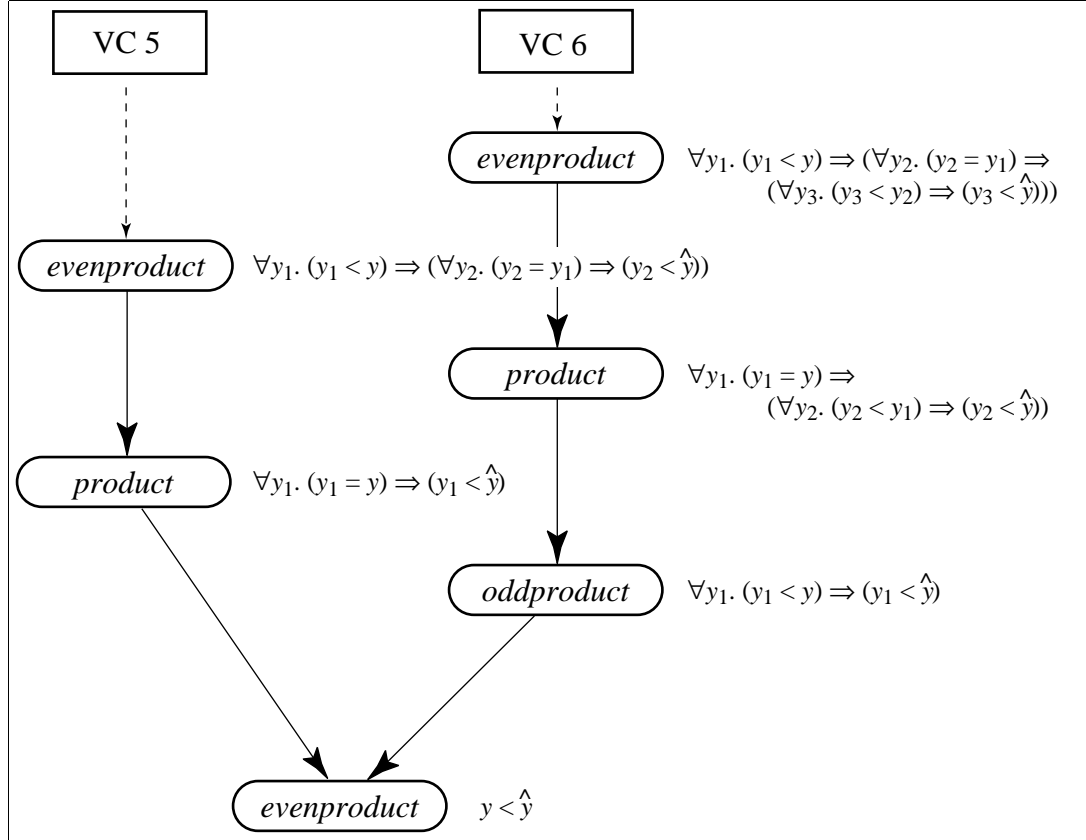 VC 5
VC 6
evenproduct
∀y₁. (y₁ < y) ⇒ (∀y₂. (y₂ = y₁) ⇒
(∀y₃. (y₃ < y₂) ⇒ (y₃ < ŷ)))
evenproduct
∀y₁. (y₁ < y) ⇒ (∀y₂. (y₂ = y₁) ⇒ (y₂ < ŷ))
product
∀y₁. (y₁ = y) ⇒
(∀y₂. (y₂ < y₁) ⇒ (y₂ < ŷ))
product
∀y₁. (y₁ = y) ⇒ (y₁ < ŷ)
oddproduct
∀y₁. (y₁ < y) ⇒ (y₁ < ŷ)
evenproduct
y < ŷ